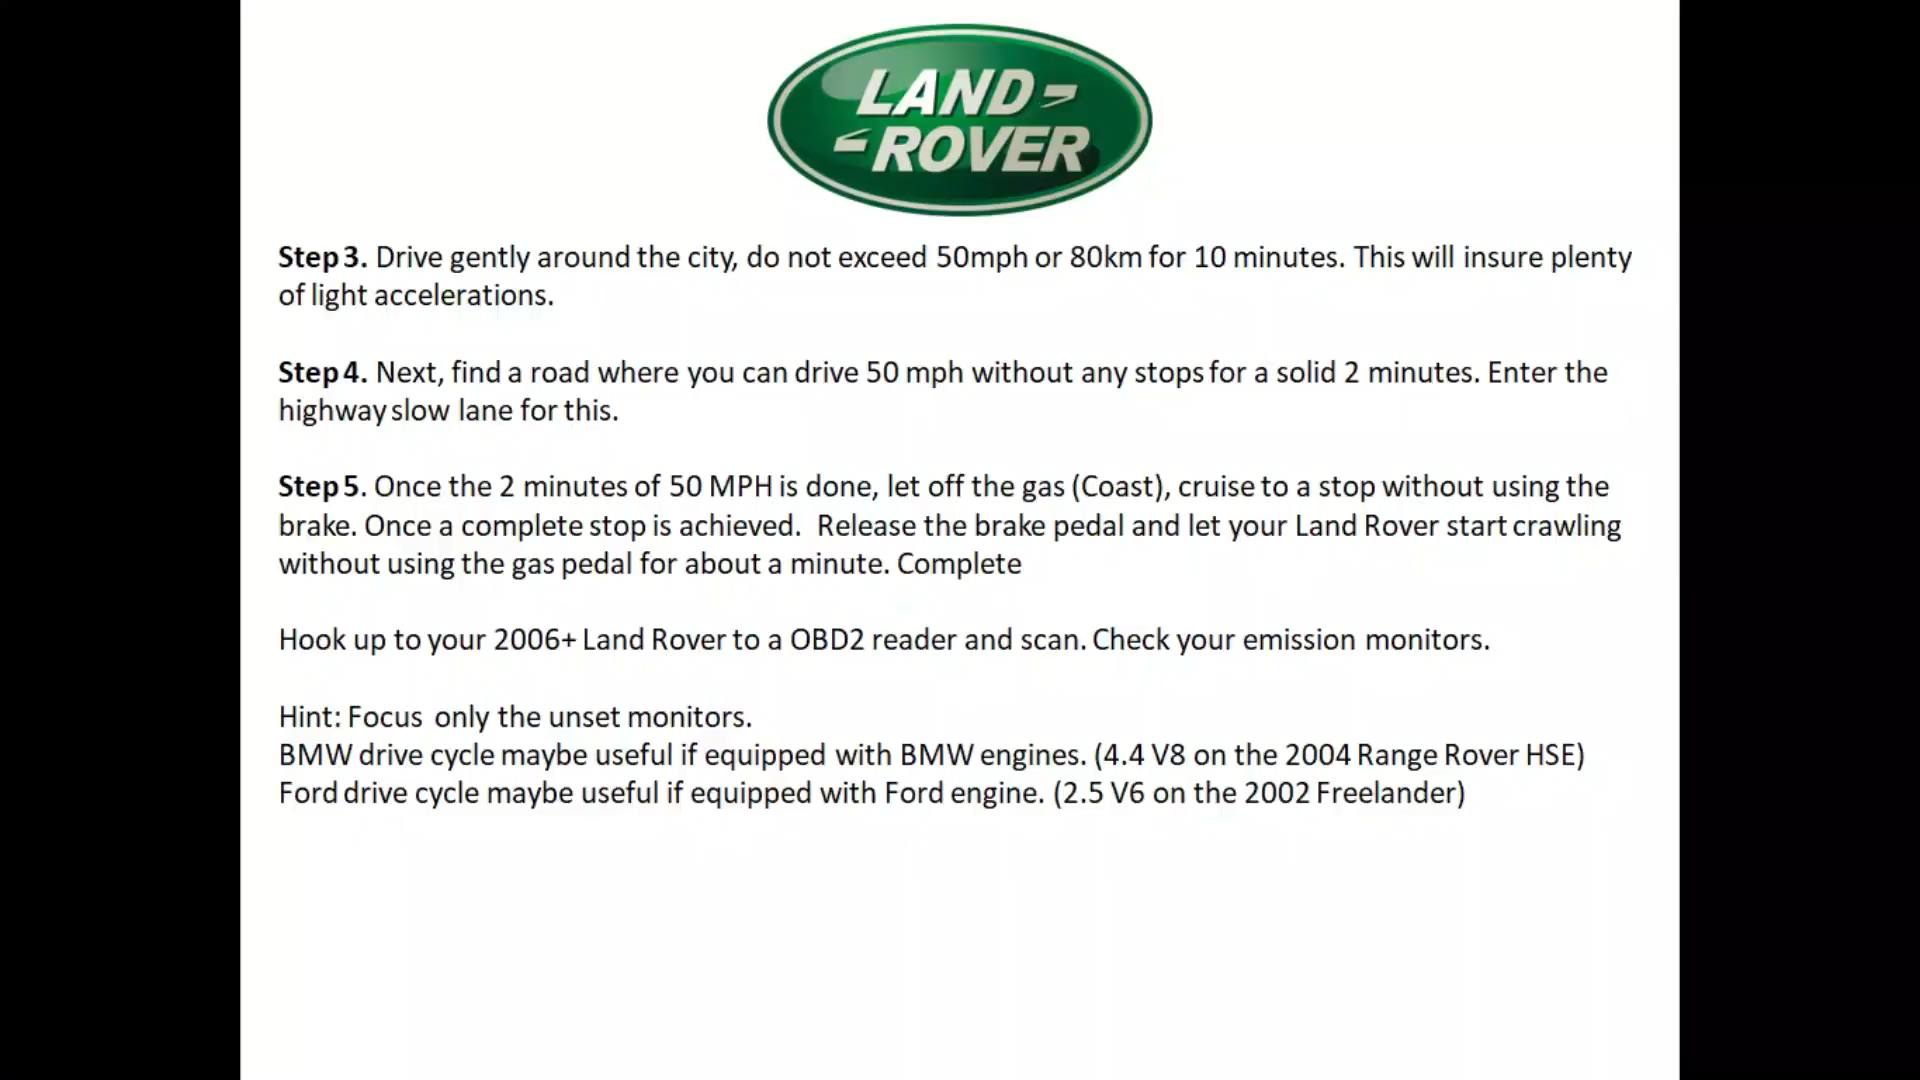 LAND
ROVER
Step 3. Drive gently around the city, do not exceed 50mph or 80km for 10 minutes. This will insure plenty
of light accelerations.
Step 4. Next, find a road where you can drive 50 mph without any stops for a solid 2 minutes. Enter the
highway slow lane for this.
Step 5. Once the 2 minutes of 50 MPH is done, let off the gas (Coast), cruise to a stop without using the
brake. Once a complete stop is achieved.  Release the brake pedal and let your Land Rover start crawling
without using the gas pedal for about a minute. Complete
Hook up to your 2006+ Land Rover to a OBD2 reader and scan. Check your emission monitors.
Hint: Focus  only the unset monitors.
BMW drive cycle maybe useful if equipped with BMW engines. (4.4 V8 on the 2004 Range Rover HSE)
Ford drive cycle maybe useful if equipped with Ford engine. (2.5 V6 on the 2002 Freelander)